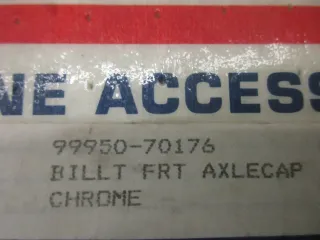 NE ACCESS
99950-70176
BILLT FRT AXLECAP
CHROME